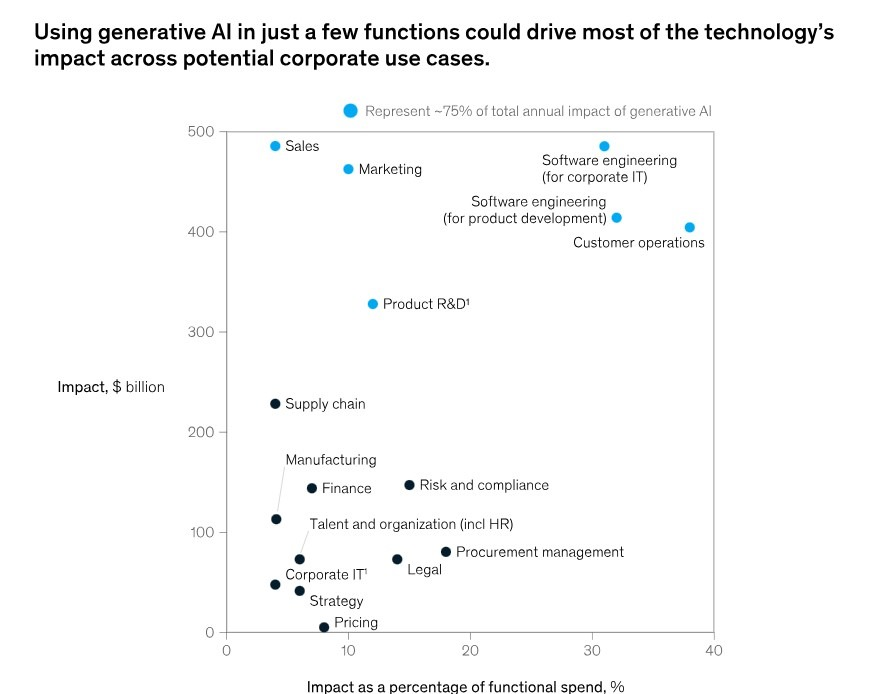 Using generative AI in just a few functions could drive most of the technology’s
impact across potential corporate use cases.
Represent ~75% of total annual impact of generative AI
500
Sales
Marketing
Software engineering
(for corporate IT)
Software engineering
(for product development)
400
Customer operations
Product R&D¹
300
Impact, $ billion
Supply chain
200
Manufacturing
Finance
Risk and compliance
100
Talent and organization (incl HR)
Procurement management
Corporate IT¹
Legal
Strategy
Pricing
0
0
10
20
30
40
Impact as a percentage of functional spend, %